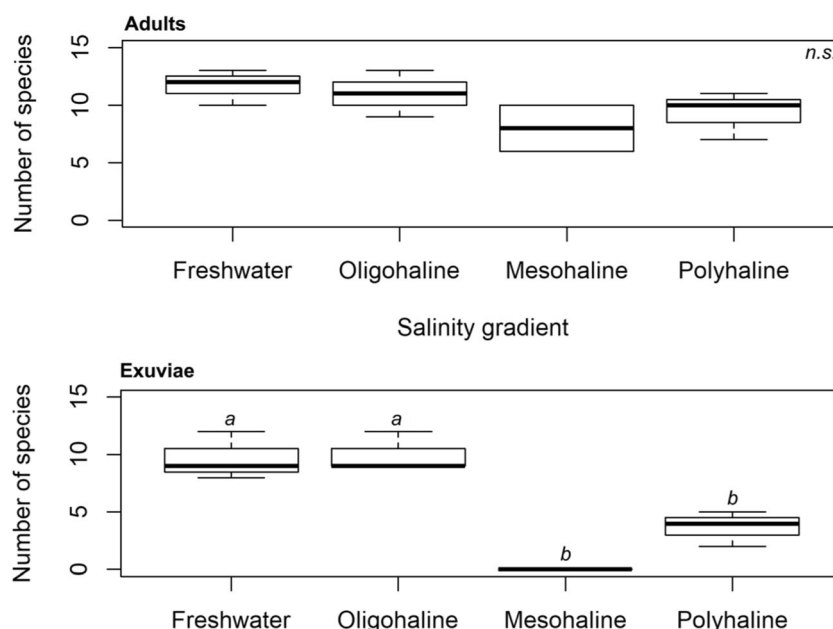 Adults
n.s.
Number of species
15
10
5
0
Freshwater Oligohaline Mesohaline Polyhaline
Salinity gradient
Exuviae
Number of species
15
10
5
0
a a b b
Freshwater Oligohaline Mesohaline Polyhaline